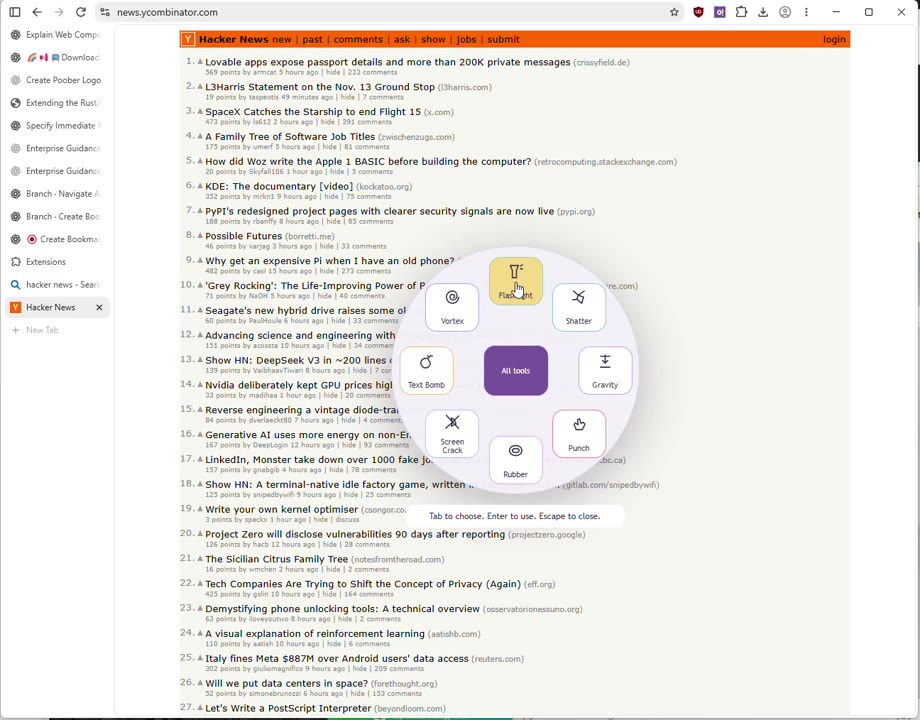 news.ycombinator.com
Explain Web Comp
Download
Create Poober Logo
Extending the Rust
Specify Immediate
Enterprise Guidance
Enterprise Guidance
Branch - Navigate A
Branch - Create Boo
Create Bookma
Extensions
hacker news - Sear
Hacker News
New Tab
Y Hacker News new | past | comments | ask | show | jobs | submit login
1. Lovable apps expose passport details and more than 200K private messages (crissyfield.de)
569 points by armcat 5 hours ago | hide | 233 comments
2. L3Harris Statement on the Nov. 13 Ground Stop (l3harris.com)
19 points by taspeotis 49 minutes ago | hide | 7 comments
3. SpaceX Catches the Starship to end Flight 15 (x.com)
473 points by ls612 2 hours ago | hide | 291 comments
4. A Family Tree of Software Job Titles (zwischenzugs.com)
175 points by umerf 5 hours ago | hide | 81 comments
5. How did Woz write the Apple 1 BASIC before building the computer? (retrocomputing.stackexchange.com)
20 points by Skyfall106 1 hour ago | hide | 5 comments
6. KDE: The documentary [video] (kockatoo.org)
352 points by mrkn1 9 hours ago | hide | 75 comments
7. PyPI's redesigned project pages with clearer security signals are now live (pypi.org)
188 points by rbanffy 8 hours ago | hide | 85 comments
8. Possible Futures (borretti.me)
46 points by varjag 3 hours ago | hide | 33 comments
9. Why get an expensive Pi when I have an old phone?
482 points by casi 15 hours ago | hide | 273 comments
10. 'Grey Rocking': The Life-Improving Power of B ire.com)
71 points by NaOH 5 hours ago | hide | 40 comments
11. Seagate's new hybrid drive raises some ol
60 points by PaulHoule 6 hours ago | hide | 33 comments
12. Advancing science and engineering with
151 points by acossta 10 hours ago | hide | 34 commen
13. Show HN: DeepSeek V3 in ~200 lines
139 points by VaibhaavTiwari 8 hours ago | hide | 7 co
14. Nvidia deliberately kept GPU prices high
33 points by madihaa 1 hour ago | hide | 20 comments
15. Reverse engineering a vintage diode-tra
84 points by dverlaeckt80 7 hours ago | hide | 4 comment
16. Generative AI uses more energy on non-En
167 points by DeepLogin 12 hours ago | hide | 93 comments
17. LinkedIn, Monster take down over 1000 fake jo cbc.ca)
157 points by gnabgib 4 hours ago | hide | 78 comments
18. Show HN: A terminal-native idle factory game, written (gitlab.com/snipedbywifi)
125 points by snipedbywifi 9 hours ago | hide | 25 comments
19. Write your own kernel optimiser (csongor.co.
3 points by speckx 1 hour ago | hide | discuss
20. Project Zero will disclose vulnerabilities 90 days after reporting (projectzero.google)
126 points by hacb 12 hours ago | hide | 28 comments
21. The Sicilian Citrus Family Tree (notesfromtheroad.com)
16 points by wmchen 2 hours ago | hide | 2 comments
22. Tech Companies Are Trying to Shift the Concept of Privacy (Again) (eff.org)
425 points by gslin 10 hours ago | hide | 164 comments
23. Demystifying phone unlocking tools: A technical overview (osservatorionessuno.org)
63 points by iloveyoutwo 8 hours ago | hide | 2 comments
24. A visual explanation of reinforcement learning (aatishb.com)
110 points by aatish 10 hours ago | hide | 6 comments
25. Italy fines Meta $887M over Android users' data access (reuters.com)
302 points by giuliomagnifico 9 hours ago | hide | 209 comments
26. Will we put data centers in space? (forethought.org)
52 points by simonebrunozzi 6 hours ago | hide | 153 comments
27. Let's Write a PostScript Interpreter (beyondloom.com)
Vortex
Shatter
Text Bomb
All tools
Gravity
Screen
Crack
Punch
Rubber
Tab to choose. Enter to use. Escape to close.